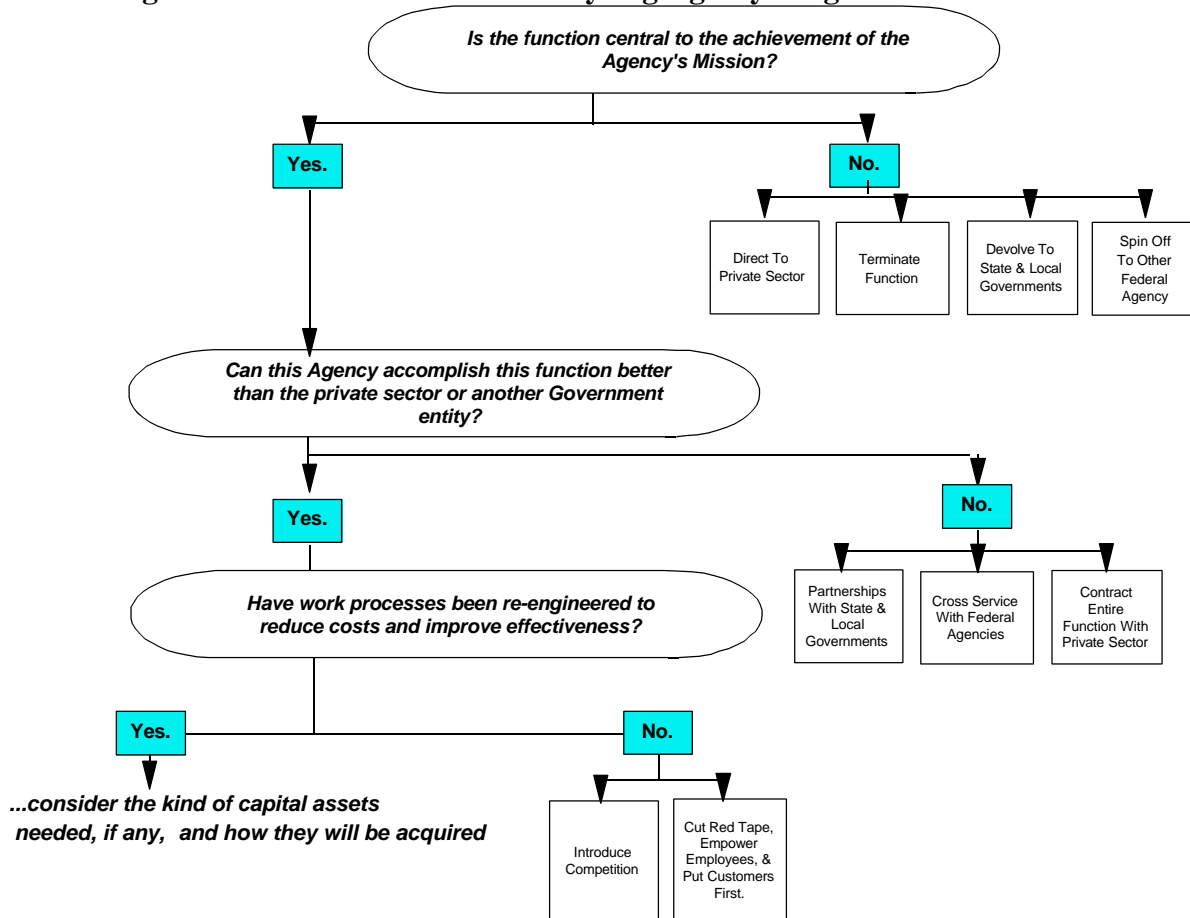 Is the function central to the achievement of the
Agency's Mission?
Yes.
No.
Direct To
Private Sector
Terminate
Function
Devolve To
State & Local
Governments
Spin Off
To Other
Federal
Agency
Can this Agency accomplish this function better
than the private sector or another Government
entity?
Yes.
No.
Partnerships
With State &
Local
Governments
Cross Service
With Federal
Agencies
Contract
Entire
Function With
Private Sector
Have work processes been re-engineered to
reduce costs and improve effectiveness?
Yes.
No.
...consider the kind of capital assets
needed, if any, and how they will be acquired
Introduce
Competition
Cut Red Tape,
Empower
Employees, &
Put Customers
First.